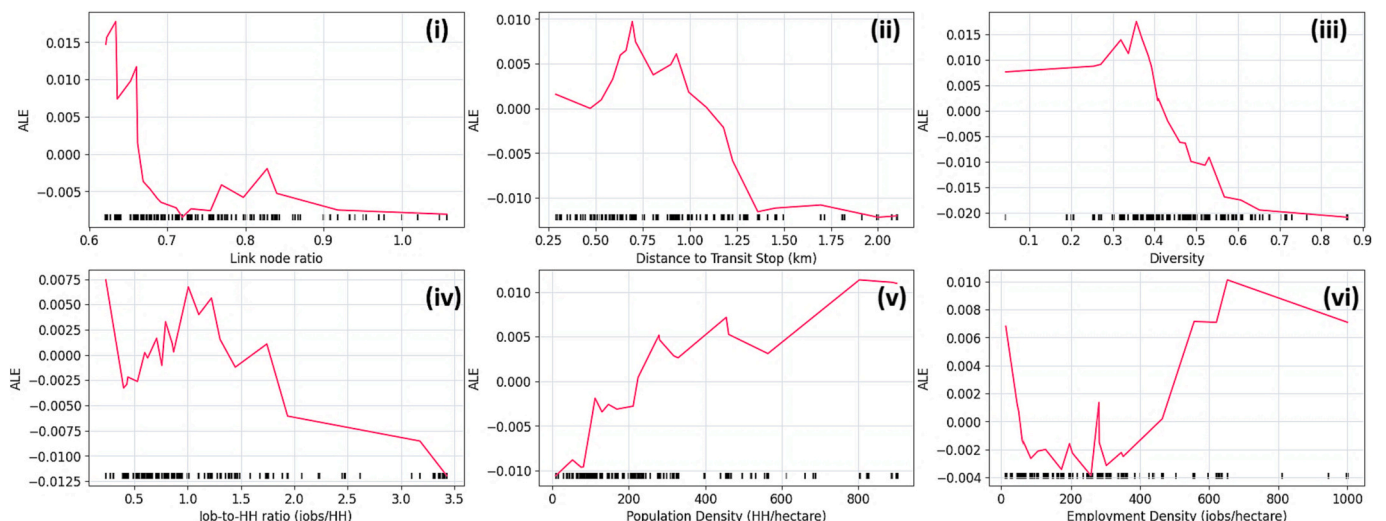 (i)
ALE
0.015
0.010
0.005
0.000
−0.005
0.6 0.7 0.8 0.9 1.0
Link node ratio
(ii)
ALE
0.010
0.005
0.000
−0.005
−0.010
0.25 0.50 0.75 1.00 1.25 1.50 1.75 2.00
Distance to Transit Stop (km)
(iii)
ALE
0.015
0.010
0.005
0.000
−0.005
−0.010
−0.015
−0.020
0.1 0.2 0.3 0.4 0.5 0.6 0.7 0.8 0.9
Diversity
(iv)
ALE
0.0075
0.0050
0.0025
0.0000
−0.0025
−0.0050
−0.0075
−0.0100
−0.0125
0.5 1.0 1.5 2.0 2.5 3.0 3.5
Job-to-HH ratio (jobs/HH)
(v)
ALE
0.010
0.005
0.000
−0.005
−0.010
0 200 400 600 800
Population Density (HH/hectare)
(vi)
ALE
0.010
0.008
0.006
0.004
0.002
0.000
−0.002
−0.004
0 200 400 600 800 1000
Employment Density (jobs/hectare)